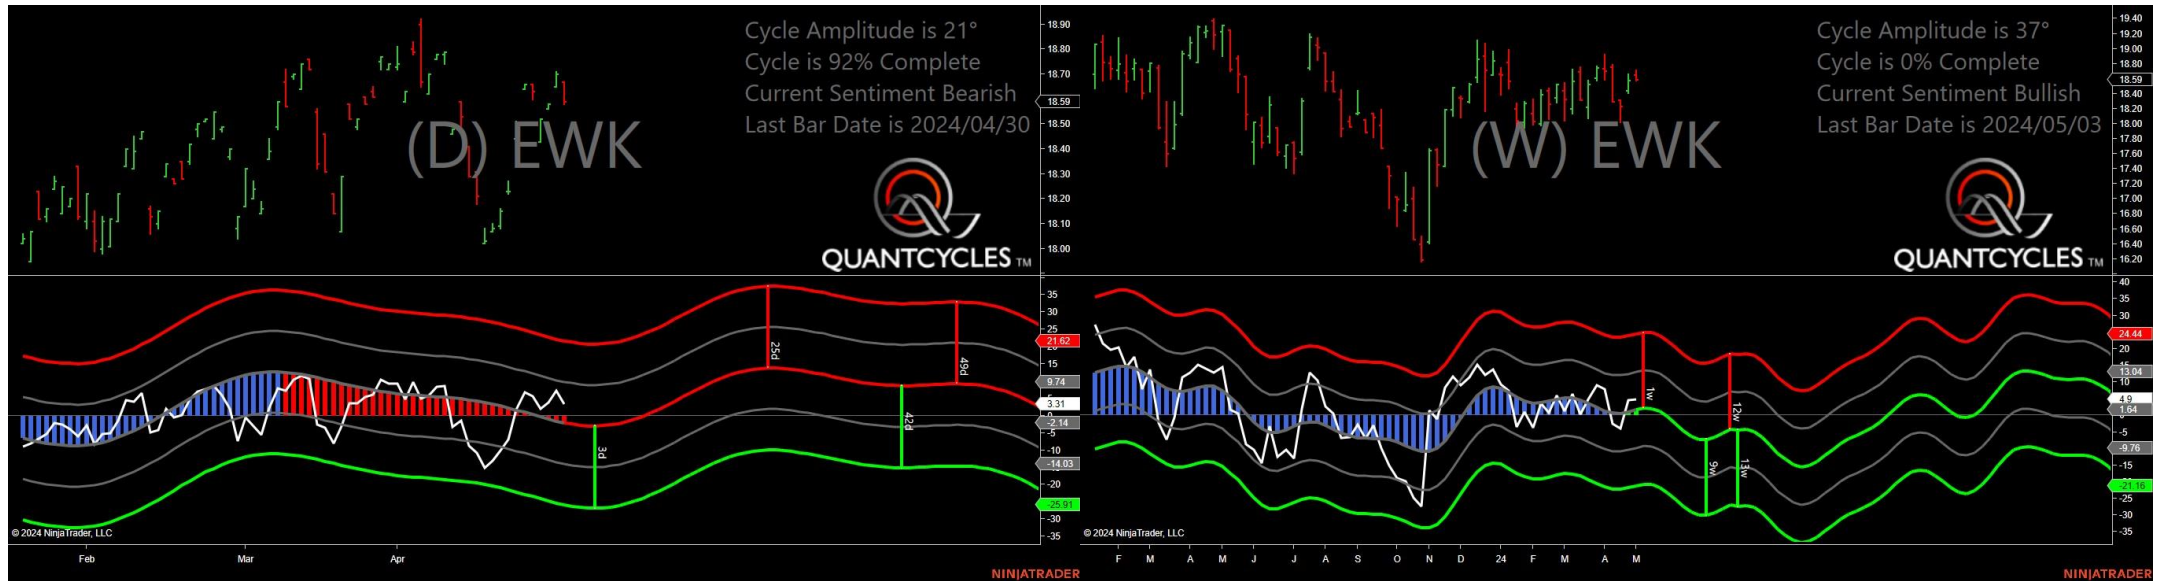 Cycle Amplitude is 21°
Cycle is 92% Complete
Current Sentiment Bearish
Last Bar Date is 2024/04/30
(D) EWK
QUANTCYCLES TM
18.90
18.80
18.70
18.59
18.50
18.40
18.30
18.20
18.10
18.00
35
30
25
21.62
15
9.74
3.31
-2.14
-5
-10
-14.03
-20
-25.91
-30
-35
3d
25d
42d
49d
© 2024 NinjaTrader, LLC
Feb
Mar
Apr
NINJATRADER
Cycle Amplitude is 37°
Cycle is 0% Complete
Current Sentiment Bullish
Last Bar Date is 2024/05/03
(W) EWK
QUANTCYCLES TM
19.40
19.20
19.00
18.80
18.59
18.40
18.20
18.00
17.80
17.60
17.40
17.20
17.00
16.80
16.60
16.40
16.20
40
35
30
24.44
20
13.04
10
4.9
1.64
-5
-9.76
-15
-21.16
-25
-30
-35
1w
9w
12w
13w
© 2024 NinjaTrader, LLC
F
M
A
M
J
J
A
S
O
N
D
24
F
M
A
M
NINJATRADER